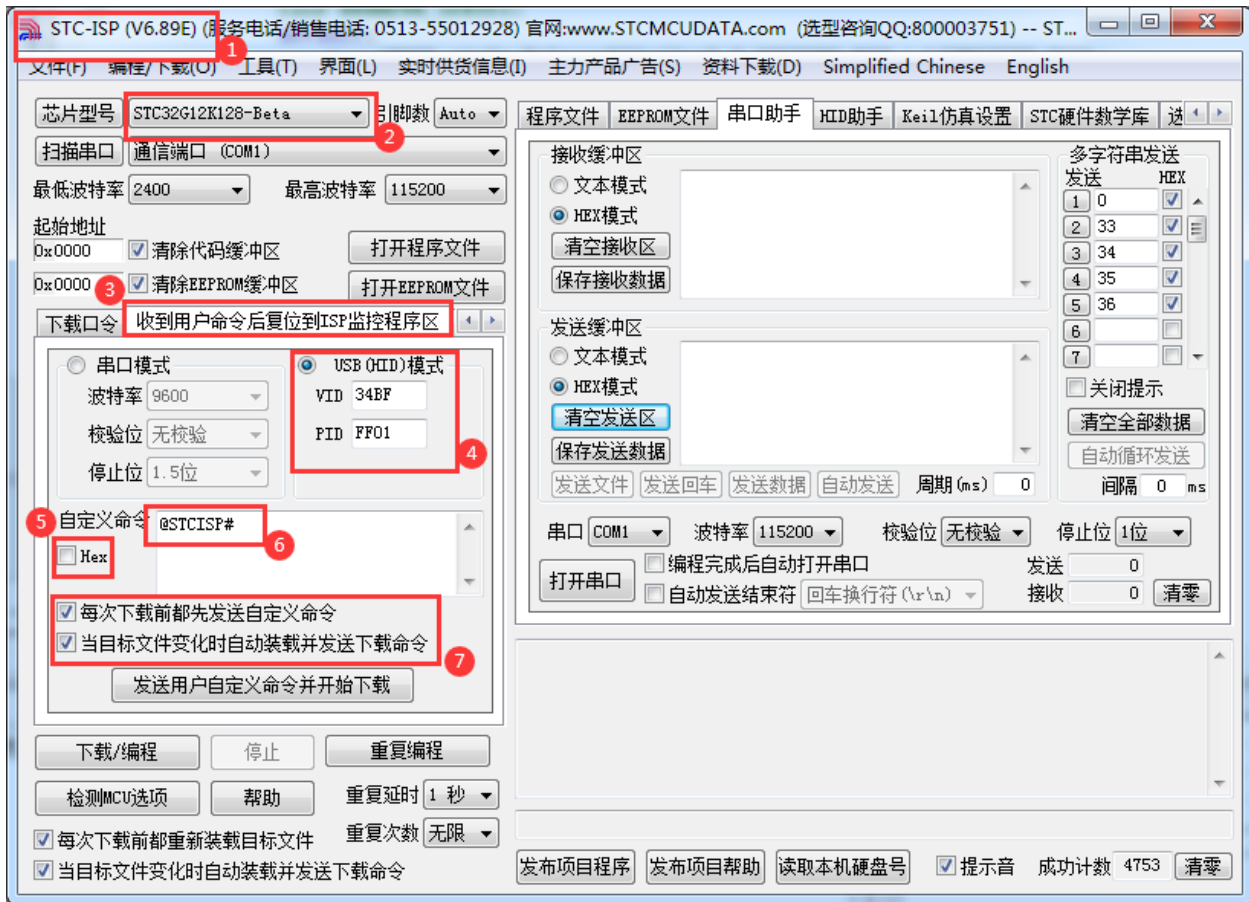 STC-ISP (V6.89E) (服务电话/销售电话: 0513-55012928) 官网:www.STCMCUDATA.com (选型咨询QQ:800003751) -- ST...
1
文件(F) 编程/下载(O) 工具(T) 界面(L) 实时供货信息(I) 主力产品广告(S) 资料下载(D) Simplified Chinese English
芯片型号 STC32G12K128-Beta 引脚数 Auto
2
扫描串口 通信端口 (COM1)
最低波特率 2400 最高波特率 115200
起始地址
0x0000 清除代码缓冲区 打开程序文件
0x0000 3 清除EEPROM缓冲区 打开EEPROM文件
下载口令 收到用户命令后复位到ISP监控程序区
串口模式 USB(HID)模式
波特率 9600 VID 34BF
校验位 无校验 PID FF01
4
停止位 1.5位
5 自定义命令 @STCISP#
6
Hex
每次下载前都先发送自定义命令
当目标文件变化时自动装载并发送下载命令
7
发送用户自定义命令并开始下载
下载/编程 停止 重复编程
检测MCU选项 帮助 重复延时 1 秒
每次下载前都重新装载目标文件 重复次数 无限
当目标文件变化时自动装载并发送下载命令
程序文件 EEPROM文件 串口助手 HID助手 Keil仿真设置 STC硬件数学库 选
接收缓冲区
文本模式
HEX模式
清空接收区
保存接收数据
多字符串发送
发送 HEX
1 0
2 33
3 34
4 35
5 36
6
7
关闭提示
清空全部数据
自动循环发送
间隔 0 ms
发送缓冲区
文本模式
HEX模式
清空发送区
保存发送数据
发送文件 发送回车 发送数据 自动发送 周期(ms) 0
串口 COM1 波特率 115200 校验位 无校验 停止位 1位
打开串口 编程完成后自动打开串口 发送 0
自动发送结束符 回车换行符(\r\n) 接收 0 清零
发布项目程序 发布项目帮助 读取本机硬盘号 提示音 成功计数 4753 清零